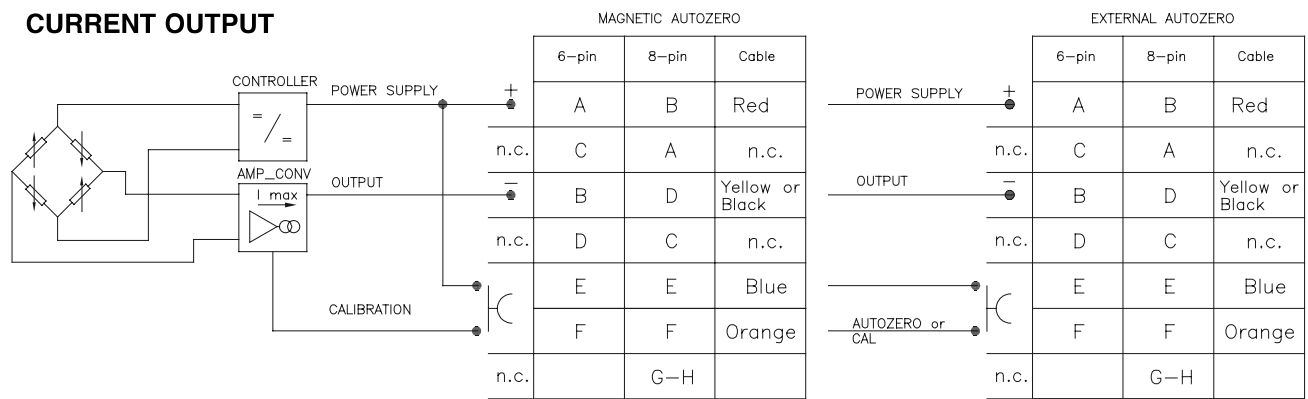 CURRENT OUTPUT
MAGNETIC AUTOZERO
EXTERNAL AUTOZERO
6-pin 8-pin Cable
6-pin 8-pin Cable
CONTROLLER
POWER SUPPLY + A B Red
POWER SUPPLY + A B Red
= / =
n.c. C A n.c.
n.c. C A n.c.
AMP_CONV
I max
OUTPUT − B D Yellow or
Black
OUTPUT − B D Yellow or
Black
n.c. D C n.c.
n.c. D C n.c.
E E Blue
E E Blue
CALIBRATION F F Orange
AUTOZERO or
CAL F F Orange
n.c. G-H
n.c. G-H